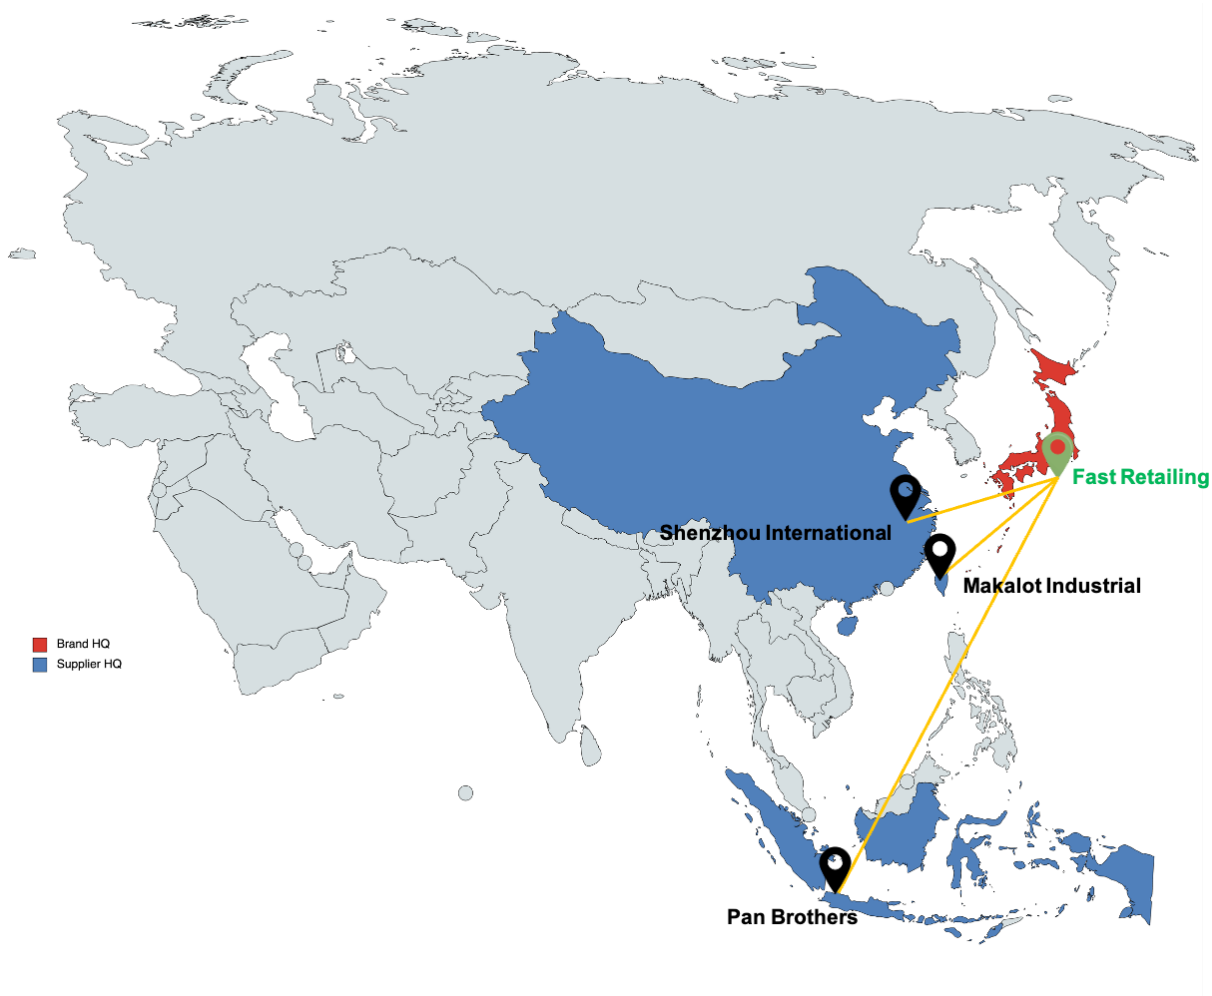 Fast Retailing
Shenzhou International
Makalot Industrial
Brand HQ
Supplier HQ
Pan Brothers